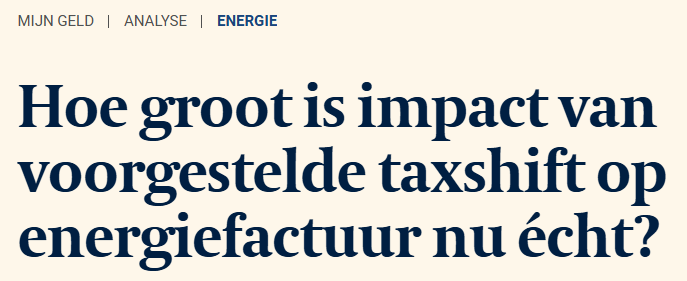 MIJN GELD | ANALYSE | ENERGIE
Hoe groot is impact van
voorgestelde taxshift op
energiefactuur nu écht?